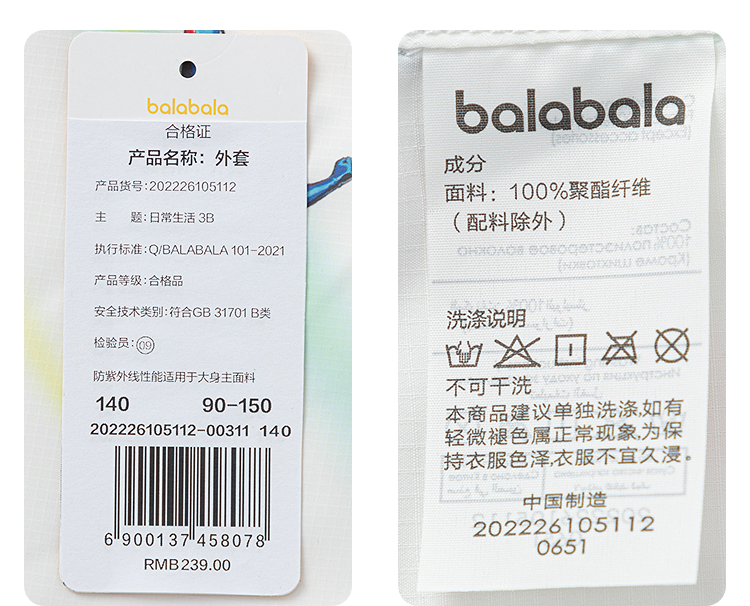 balabala
合格证
产品名称：外套
产品货号:202226105112
主 题:日常生活 3B
执行标准:Q/BALABALA 101-2021
产品等级:合格品
安全技术类别:符合GB 31701 B类
检验员:09
防紫外线性能适用于大身主面料
140 90-150
202226105112-00311 140
6 900137 458078
RMB239.00
balabala
成分
面料：100%聚酯纤维
（配料除外）
洗涤说明
不可干洗
本商品建议单独洗涤,如有
轻微褪色属正常现象,为保
持衣服色泽,衣服不宜久浸。
中国制造
202226105112
0651